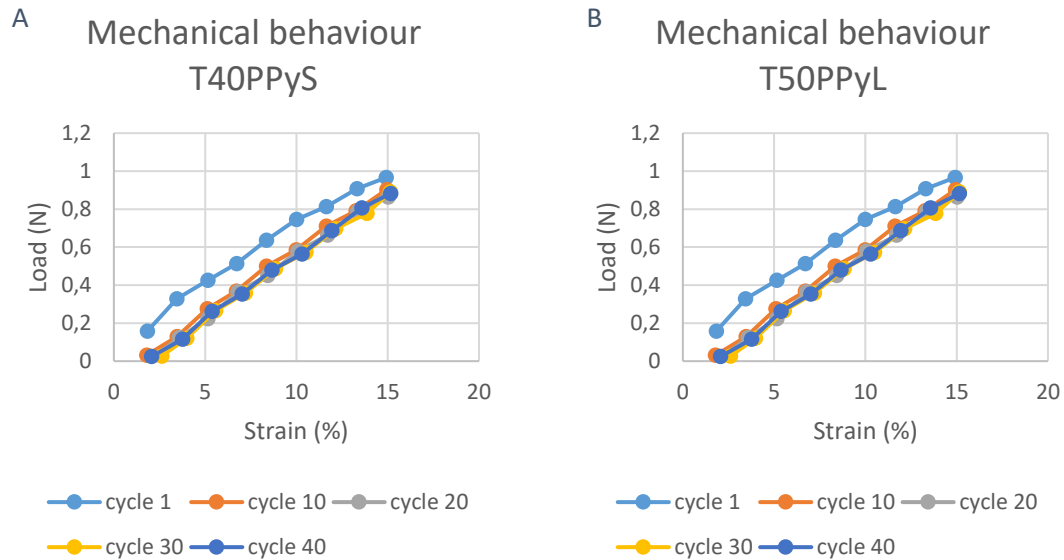 A
Mechanical behaviour
T40PPyS
1,2
1
0,8
0,6
0,4
0,2
0
Load (N)
0 5 10 15 20
Strain (%)
cycle 1 cycle 10 cycle 20
cycle 30 cycle 40
B
Mechanical behaviour
T50PPyL
1,2
1
0,8
0,6
0,4
0,2
0
Load (N)
0 5 10 15 20
Strain (%)
cycle 1 cycle 10 cycle 20
cycle 30 cycle 40